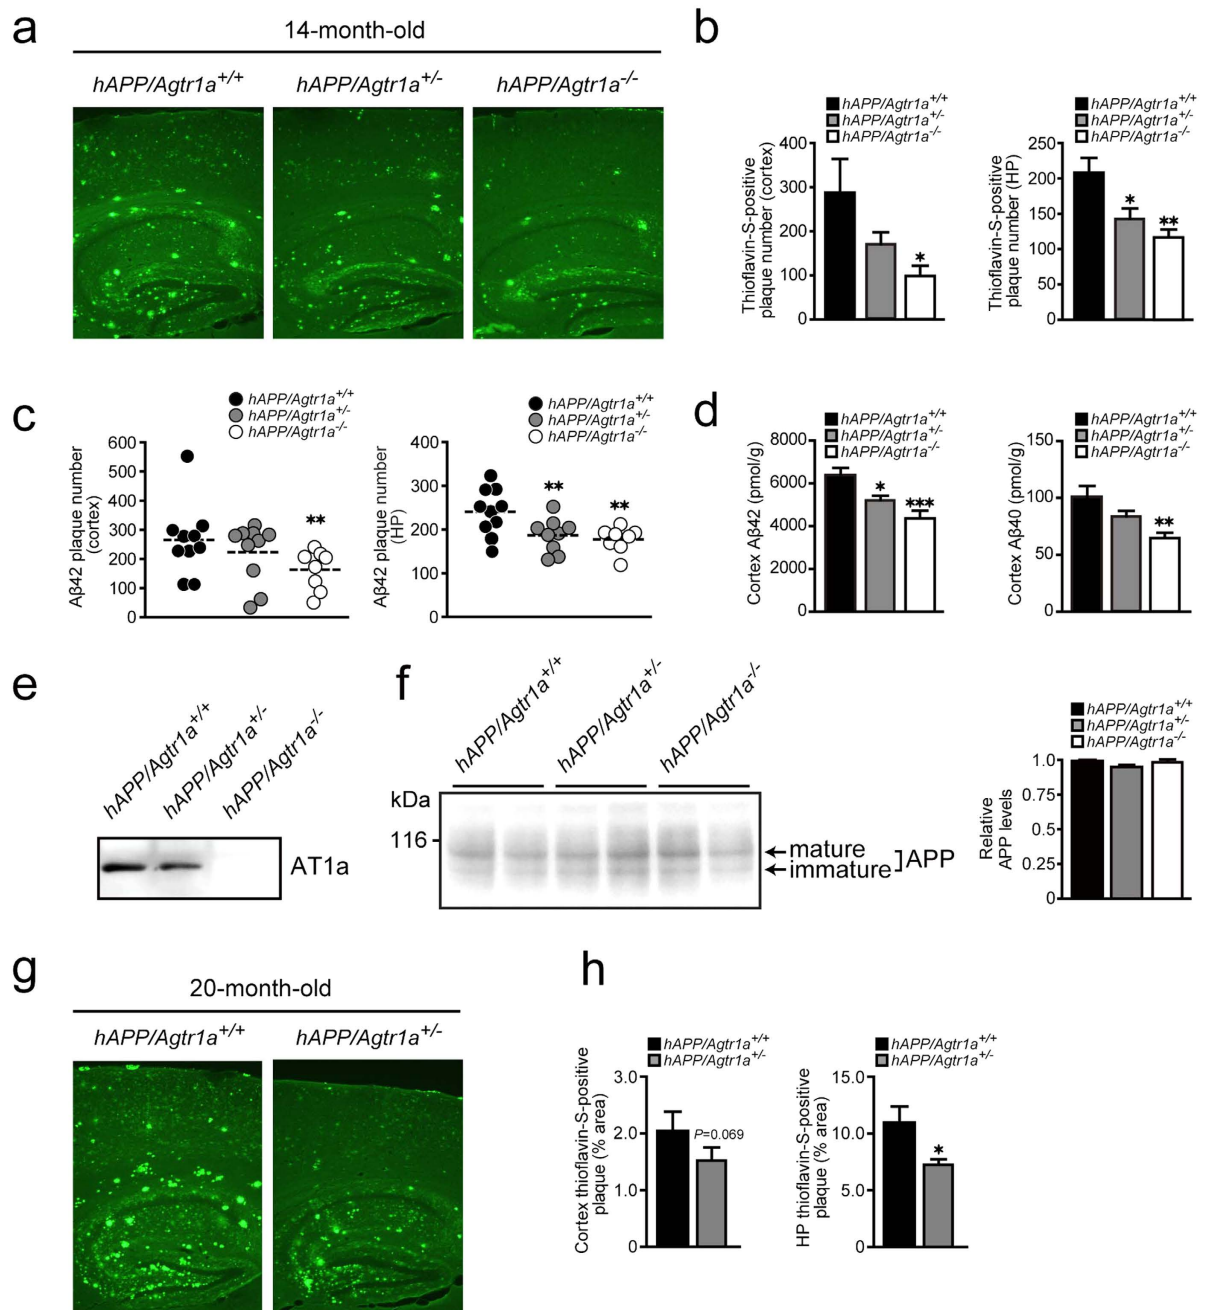 a
14-month-old
hAPP/Agtr1a+/+
hAPP/Agtr1a+/-
hAPP/Agtr1a-/-
b
hAPP/Agtr1a+/+
hAPP/Agtr1a+/-
hAPP/Agtr1a-/-
Thioflavin-S-positive
plaque number (cortex)
400
300
200
100
0
*
hAPP/Agtr1a+/+
hAPP/Agtr1a+/-
hAPP/Agtr1a-/-
Thioflavin-S-positive
plaque number (HP)
250
200
150
100
50
0
*
**
c
hAPP/Agtr1a+/+
hAPP/Agtr1a+/-
hAPP/Agtr1a-/-
Aβ42 plaque number
(cortex)
600
500
400
300
200
100
0
**
hAPP/Agtr1a+/+
hAPP/Agtr1a+/-
hAPP/Agtr1a-/-
Aβ42 plaque number
(HP)
400
300
200
100
0
**
**
d
hAPP/Agtr1a+/+
hAPP/Agtr1a+/-
hAPP/Agtr1a-/-
Cortex Aβ42 (pmol/g)
8000
6000
4000
2000
0
*
***
hAPP/Agtr1a+/+
hAPP/Agtr1a+/-
hAPP/Agtr1a-/-
Cortex Aβ40 (pmol/g)
150
100
50
0
**
e
hAPP/Agtr1a+/+
hAPP/Agtr1a+/-
hAPP/Agtr1a-/-
AT1a
f
hAPP/Agtr1a+/+
hAPP/Agtr1a+/-
hAPP/Agtr1a-/-
kDa
116
mature
immature
APP
hAPP/Agtr1a+/+
hAPP/Agtr1a+/-
hAPP/Agtr1a-/-
Relative
APP levels
1.0
0.75
0.5
0.25
0
g
20-month-old
hAPP/Agtr1a+/+
hAPP/Agtr1a+/-
h
hAPP/Agtr1a+/+
hAPP/Agtr1a+/-
Cortex thioflavin-S-positive
plaque (% area)
3.0
2.0
1.0
0
P=0.069
hAPP/Agtr1a+/+
hAPP/Agtr1a+/-
HP thioflavin-S-positive
plaque (% area)
15.0
10.0
5.0
0
*